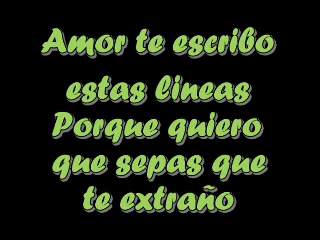 Amor te escribo
estas lineas
Porque quiero
que sepas que
te extraño